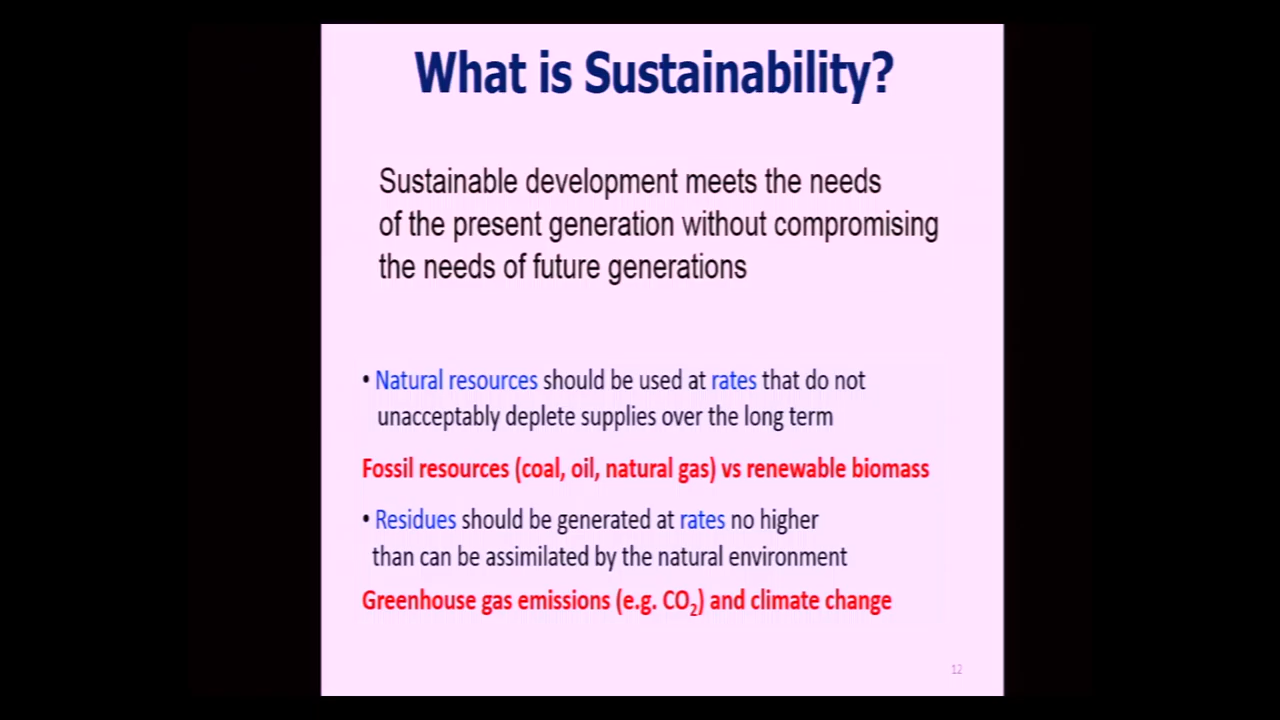 What is Sustainability?
Sustainable development meets the needs
of the present generation without compromising
the needs of future generations
• Natural resources should be used at rates that do not
unacceptably deplete supplies over the long term
Fossil resources (coal, oil, natural gas) vs renewable biomass
• Residues should be generated at rates no higher
than can be assimilated by the natural environment
Greenhouse gas emissions (e.g. CO₂) and climate change
12